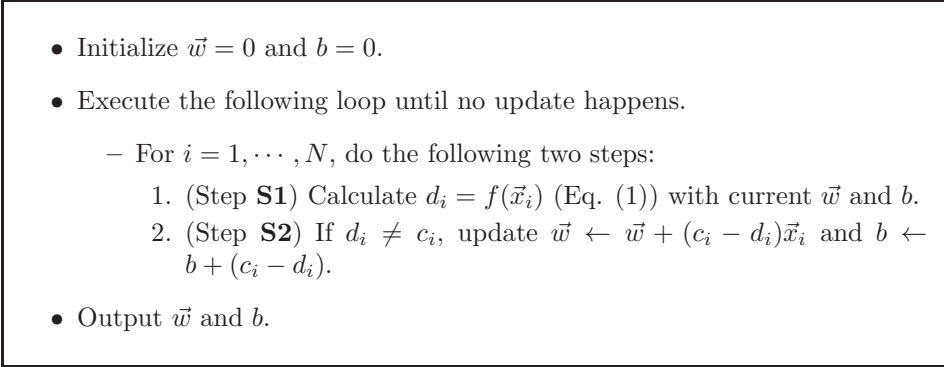 • Initialize $\vec{w} = 0$ and $b = 0$.
• Execute the following loop until no update happens.
– For $i = 1, \cdots, N$, do the following two steps:
1. (Step **S1**) Calculate $d_i = f(\vec{x}_i)$ (Eq. (1)) with current $\vec{w}$ and $b$.
2. (Step **S2**) If $d_i \neq c_i$, update $\vec{w} \leftarrow \vec{w} + (c_i - d_i)\vec{x}_i$ and $b \leftarrow$
$b + (c_i - d_i)$.
• Output $\vec{w}$ and $b$.